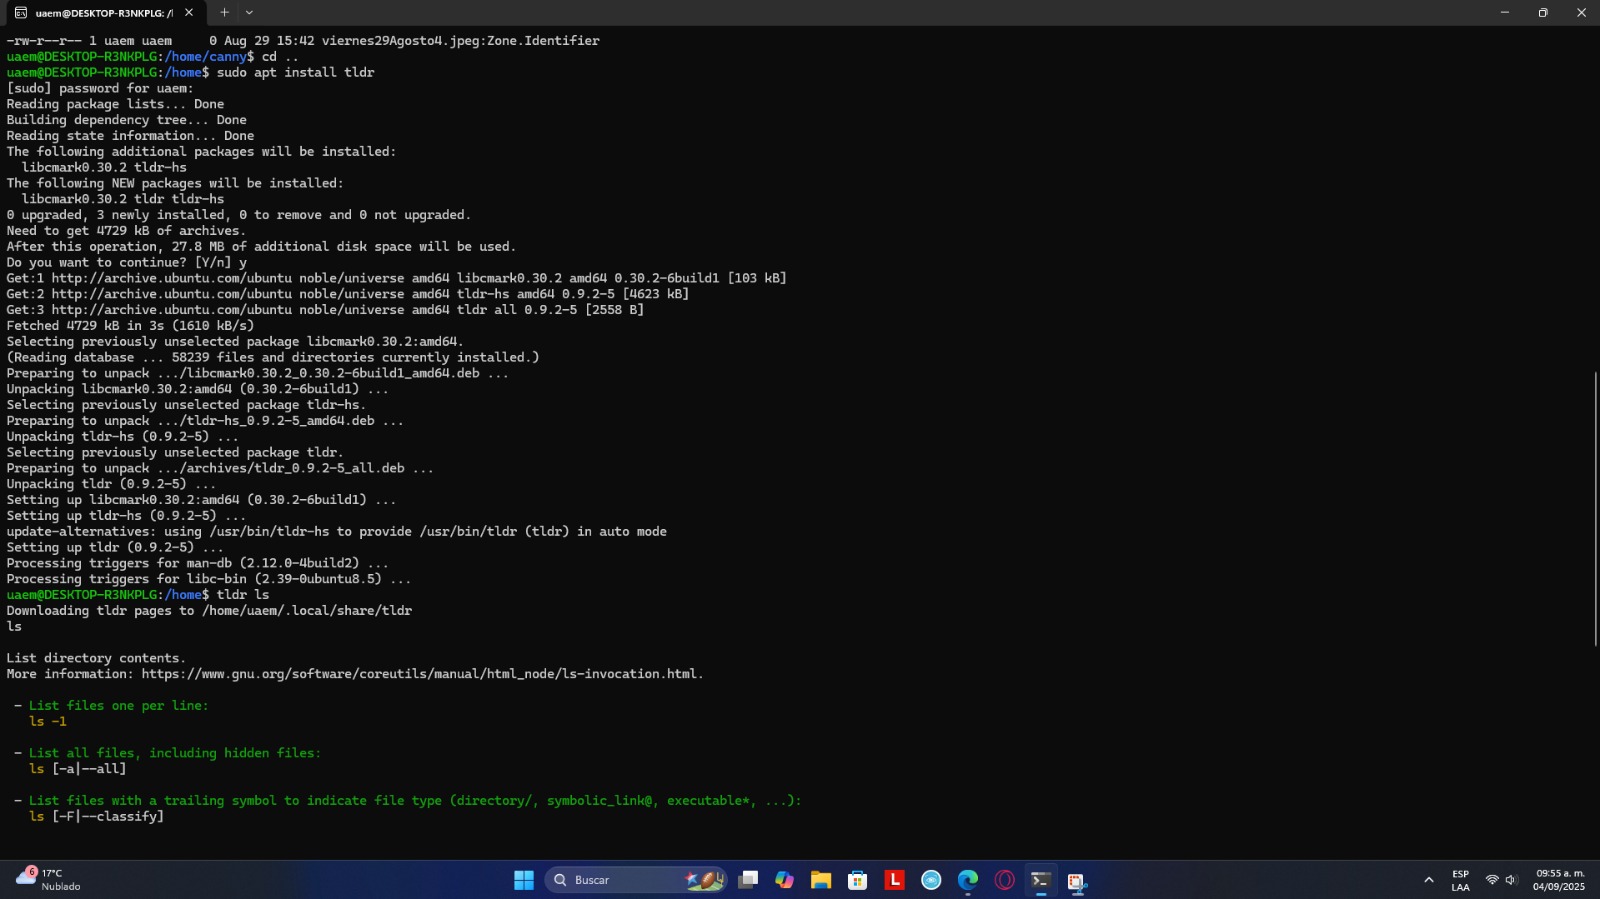 uaem@DESKTOP-R3NKPLG: /l
-rw-r--r-- 1 uaem uaem     0 Aug 29 15:42 viernes29Agosto4.jpeg:Zone.Identifier
uaem@DESKTOP-R3NKPLG:/home/canny$ cd ..
uaem@DESKTOP-R3NKPLG:/home$ sudo apt install tldr
[sudo] password for uaem:
Reading package lists... Done
Building dependency tree... Done
Reading state information... Done
The following additional packages will be installed:
  libcmark0.30.2 tldr-hs
The following NEW packages will be installed:
  libcmark0.30.2 tldr tldr-hs
0 upgraded, 3 newly installed, 0 to remove and 0 not upgraded.
Need to get 4729 kB of archives.
After this operation, 27.8 MB of additional disk space will be used.
Do you want to continue? [Y/n] y
Get:1 http://archive.ubuntu.com/ubuntu noble/universe amd64 libcmark0.30.2 amd64 0.30.2-6build1 [103 kB]
Get:2 http://archive.ubuntu.com/ubuntu noble/universe amd64 tldr-hs amd64 0.9.2-5 [4623 kB]
Get:3 http://archive.ubuntu.com/ubuntu noble/universe amd64 tldr all 0.9.2-5 [2558 B]
Fetched 4729 kB in 3s (1610 kB/s)
Selecting previously unselected package libcmark0.30.2:amd64.
(Reading database ... 58239 files and directories currently installed.)
Preparing to unpack .../libcmark0.30.2_0.30.2-6build1_amd64.deb ...
Unpacking libcmark0.30.2:amd64 (0.30.2-6build1) ...
Selecting previously unselected package tldr-hs.
Preparing to unpack .../tldr-hs_0.9.2-5_amd64.deb ...
Unpacking tldr-hs (0.9.2-5) ...
Selecting previously unselected package tldr.
Preparing to unpack .../archives/tldr_0.9.2-5_all.deb ...
Unpacking tldr (0.9.2-5) ...
Setting up libcmark0.30.2:amd64 (0.30.2-6build1) ...
Setting up tldr-hs (0.9.2-5) ...
update-alternatives: using /usr/bin/tldr-hs to provide /usr/bin/tldr (tldr) in auto mode
Setting up tldr (0.9.2-5) ...
Processing triggers for man-db (2.12.0-4build2) ...
Processing triggers for libc-bin (2.39-0ubuntu8.5) ...
uaem@DESKTOP-R3NKPLG:/home$ tldr ls
Downloading tldr pages to /home/uaem/.local/share/tldr
ls
List directory contents.
More information: https://www.gnu.org/software/coreutils/manual/html_node/ls-invocation.html.
 - List files one per line:
   ls -1
 - List all files, including hidden files:
   ls [-a|--all]
 - List files with a trailing symbol to indicate file type (directory/, symbolic_link@, executable*, ...):
   ls [-F|--classify]
6
17°C
Nublado
Buscar
L
ESP
LAA
09:55 a. m.
04/09/2025